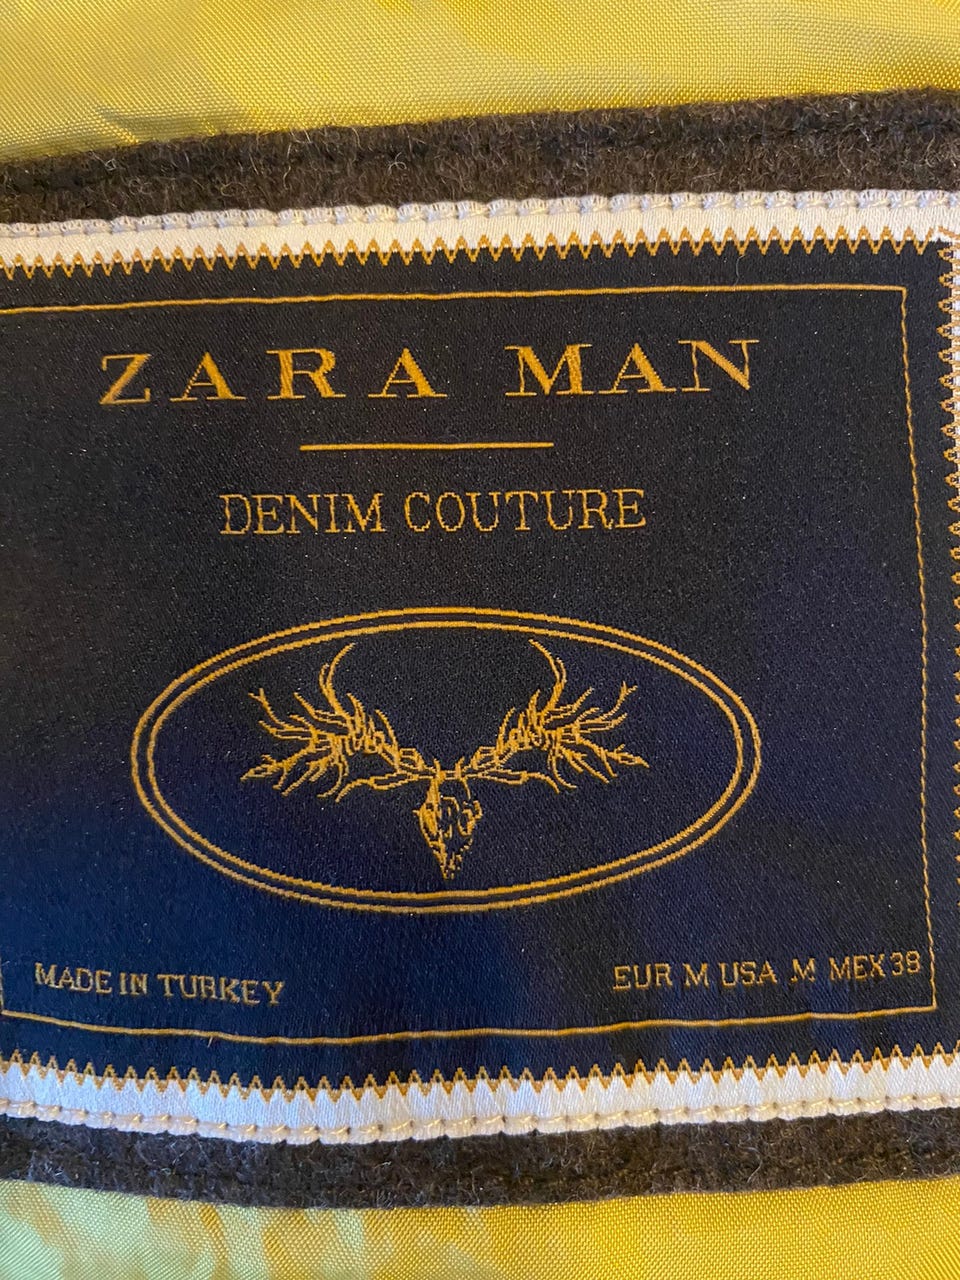 ZARA MAN
DENIM COUTURE
MADE IN TURKEY
EUR M USA M MEX 38